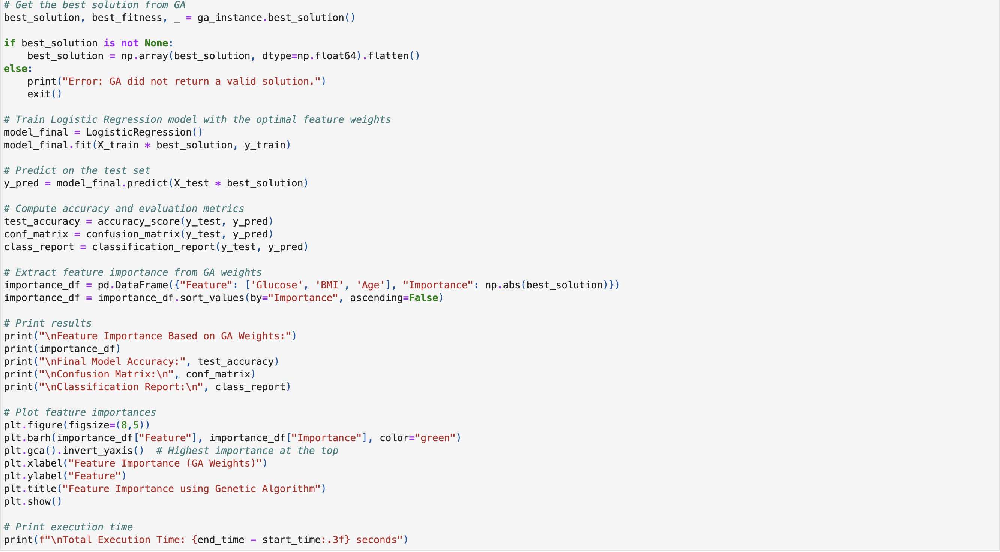 # Get the best solution from GA
best_solution, best_fitness, _ = ga_instance.best_solution()
if best_solution is not None:
    best_solution = np.array(best_solution, dtype=np.float64).flatten()
else:
    print("Error: GA did not return a valid solution.")
    exit()
# Train Logistic Regression model with the optimal feature weights
model_final = LogisticRegression()
model_final.fit(X_train * best_solution, y_train)
# Predict on the test set
y_pred = model_final.predict(X_test * best_solution)
# Compute accuracy and evaluation metrics
test_accuracy = accuracy_score(y_test, y_pred)
conf_matrix = confusion_matrix(y_test, y_pred)
class_report = classification_report(y_test, y_pred)
# Extract feature importance from GA weights
importance_df = pd.DataFrame({"Feature": ['Glucose', 'BMI', 'Age'], "Importance": np.abs(best_solution)})
importance_df = importance_df.sort_values(by="Importance", ascending=False)
# Print results
print("\nFeature Importance Based on GA Weights:")
print(importance_df)
print("\nFinal Model Accuracy:", test_accuracy)
print("\nConfusion Matrix:\n", conf_matrix)
print("\nClassification Report:\n", class_report)
# Plot feature importances
plt.figure(figsize=(8,5))
plt.barh(importance_df["Feature"], importance_df["Importance"], color="green")
plt.gca().invert_yaxis()  # Highest importance at the top
plt.xlabel("Feature Importance (GA Weights)")
plt.ylabel("Feature")
plt.title("Feature Importance using Genetic Algorithm")
plt.show()
# Print execution time
print(f"\nTotal Execution Time: {end_time - start_time:.3f} seconds")